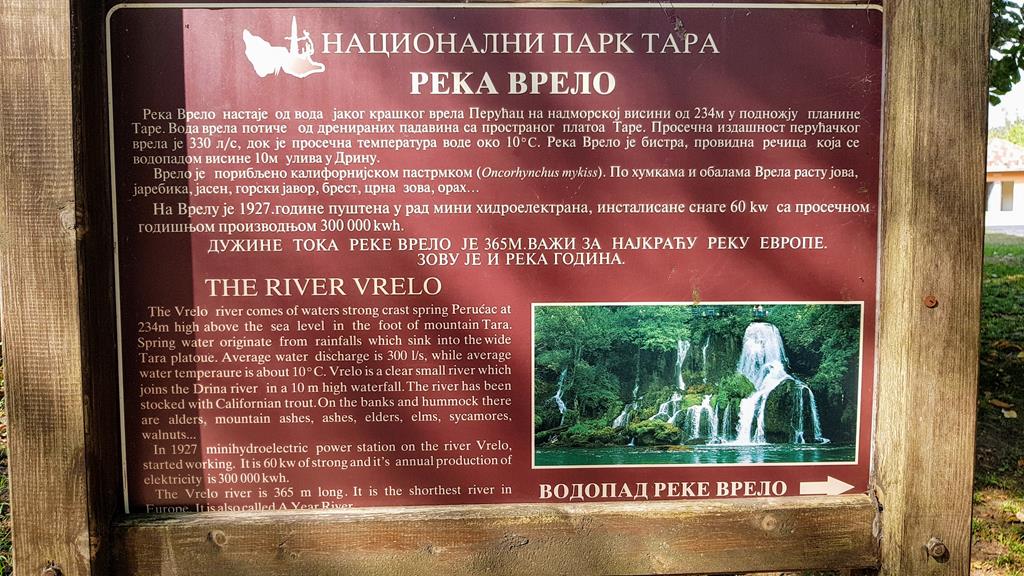 НАЦИОНАЛНИ ПАРК ТАРА
РЕКА ВРЕЛО
Река Врело настаје од вода јаког крашког врела Перућац на надморској висини од 234м у подножју планине
Таре. Вода врела потиче од дренираних падавина са пространог платоа Таре. Просечна издашност перућачког
врела је 330 л/с, док је просечна температура воде око 10°С. Река Врело је бистра, провидна речица која се
водопадом висине 10м улива у Дрину.
Врело је порибљено калифорнијском пастрмком (Oncorhynchus mykiss). По хумкама и обалама Врела расту јова,
јаребика, јасен, горски јавор, брест, црна зова, орах...
На Врелу је 1927.године пуштена у рад мини хидроелектрана, инсталисане снаге 60 kw са просечном
годишњом производњом 300 000 kwh.
ДУЖИНЕ ТОКА РЕКЕ ВРЕЛО ЈЕ 365М.ВАЖИ ЗА НАЈКРАЋУ РЕКУ ЕВРОПЕ.
ЗОВУ ЈЕ И РЕКА ГОДИНА.
THE RIVER VRELO
The Vrelo river comes of waters strong crast spring Perućac at
234m high above the sea level in the foot of mountain Tara.
Spring water originate from rainfalls which sink into the wide
Tara platoue. Average water discharge is 300 l/s, while average
water temperaure is about 10°C. Vrelo is a clear small river which
joins the Drina river in a 10 m high waterfall. The river has been
stocked with Californian trout. On the banks and hummock there
are alders, mountain ashes, ashes, elders, elms, sycamores,
walnuts...
In 1927 minihydroelectric power station on the river Vrelo,
started working. It is 60 kw of strong and it's annual production of
elektricity is 300 000 kwh.
The Vrelo river is 365 m long. It is the shortest river in
Europe. It is also called A Year River
ВОДОПАД РЕКЕ ВРЕЛО